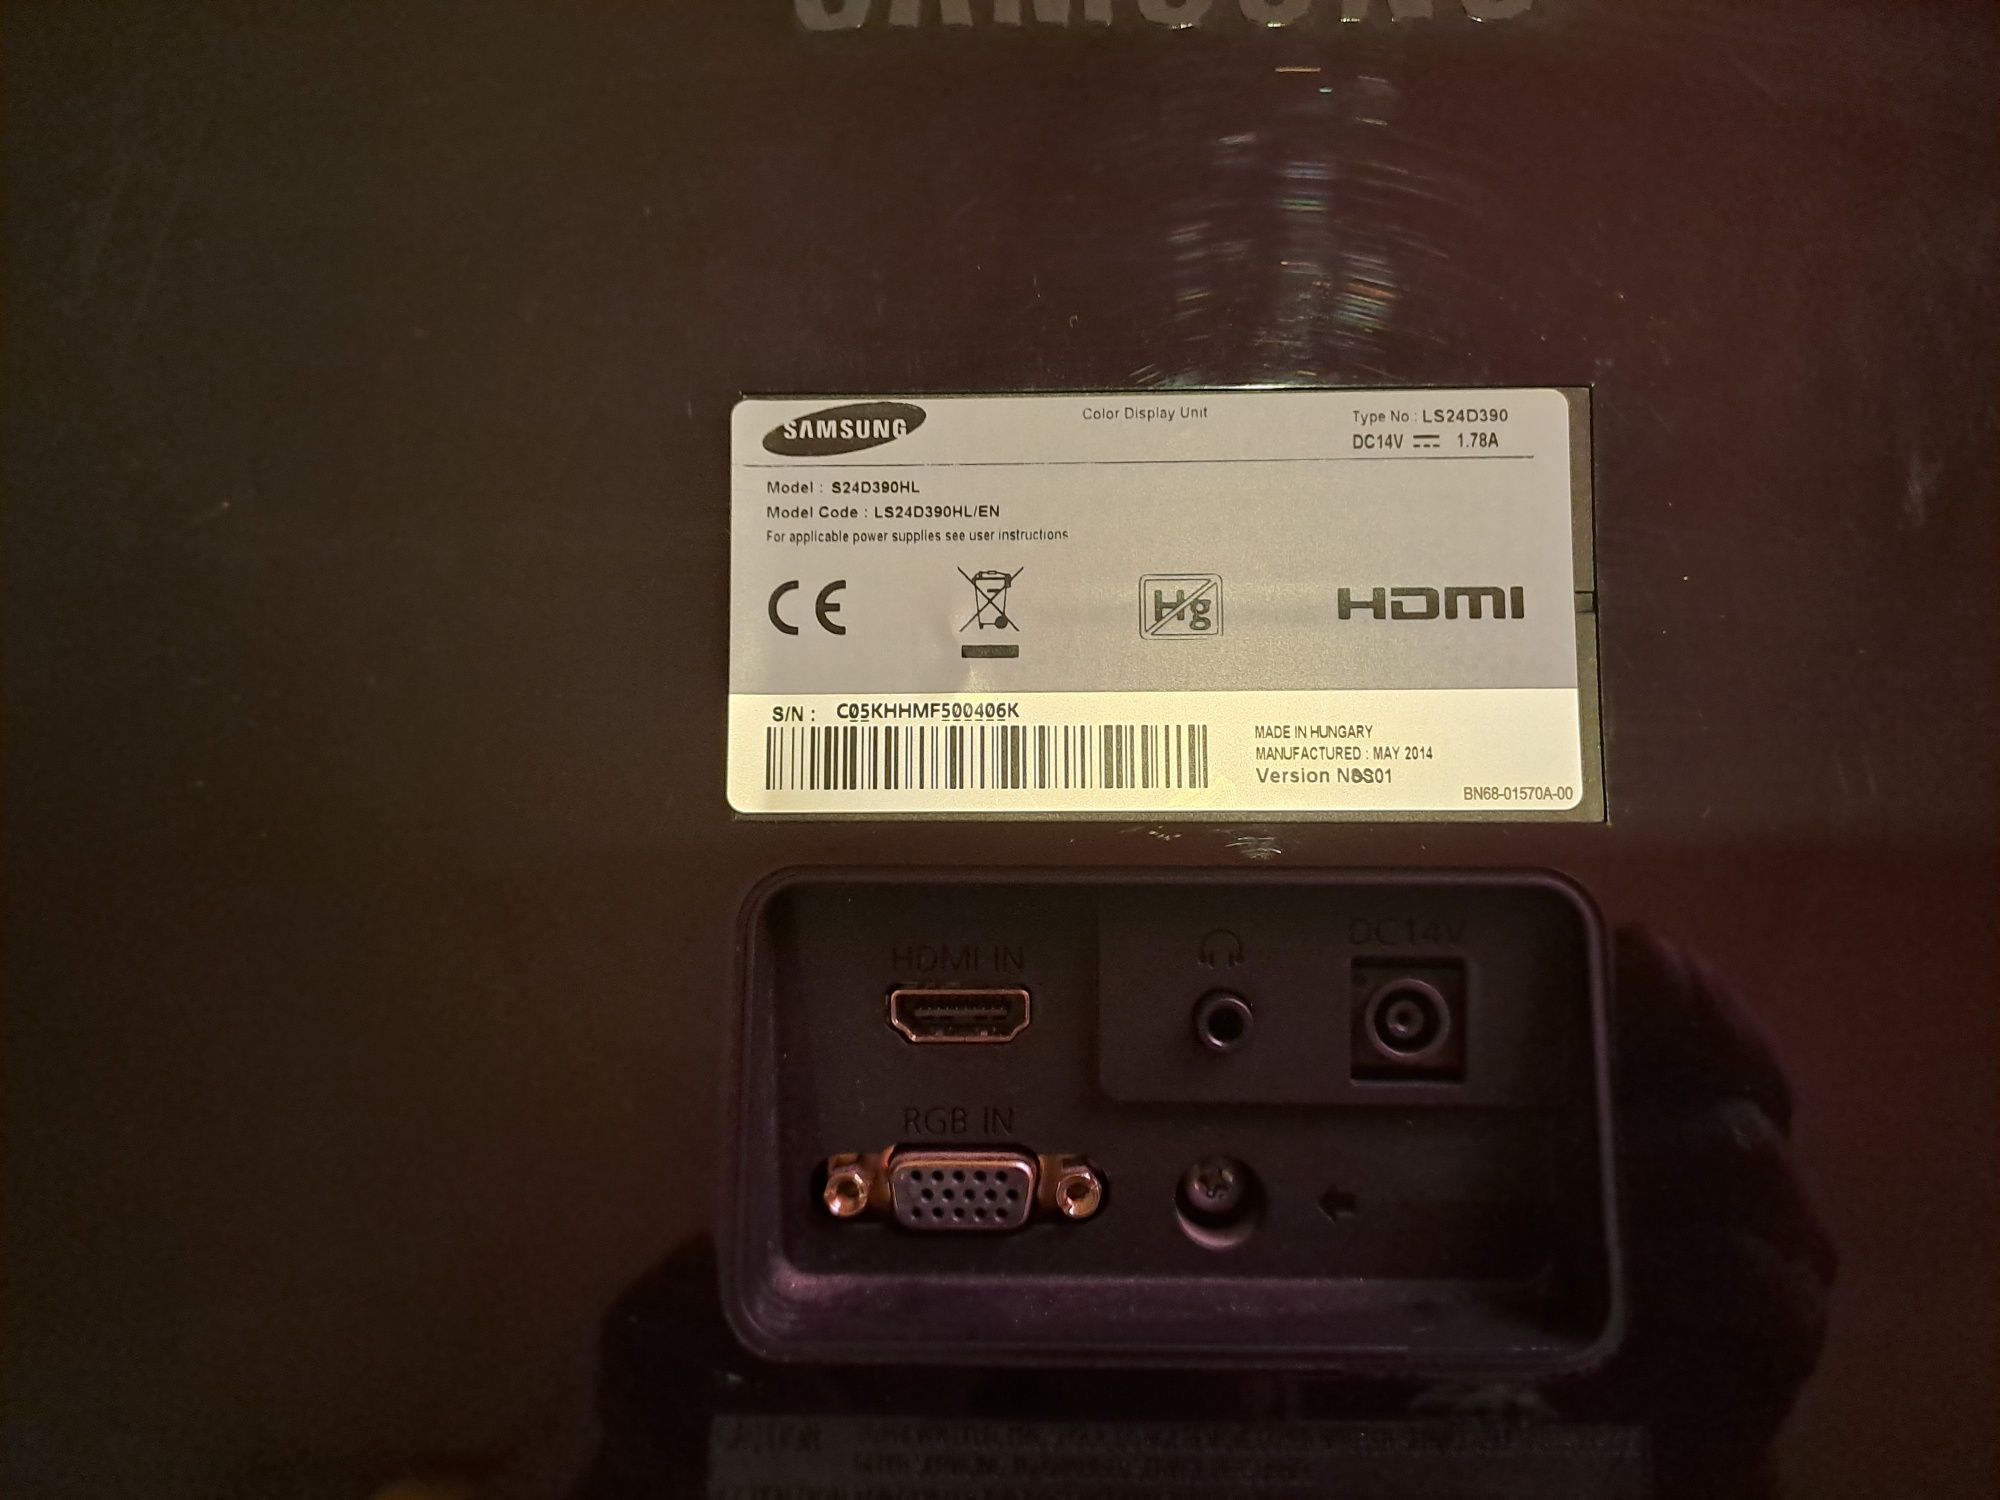 SAMSUNG
SAMSUNG
Color Display Unit
Type No.: LS24D390
DC14V 1.78A
Model : S24D390HL
Model Code : LS24D390HL/EN
For applicable power supplies see user instructions
CE
Hg
HDMI
S/N : C05KHHMF500406K
MADE IN HUNGARY
MANUFACTURED : MAY 2014
Version
BN68-01570A-00
HDMI IN
DC14V
RGB IN